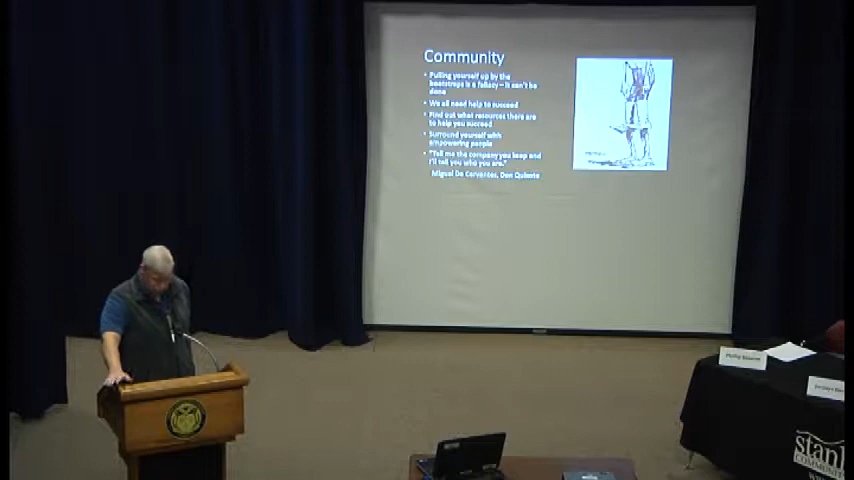 Community
• Pulling yourself up by the
bootstraps is a fallacy – it can't be
done
• We all need help to succeed
• Find out what resources there are
to help you succeed
• Surround yourself with
empowering people
• "Tell me the company you keep and
I'll tell you who you are."
Miguel De Cervantes, Don Quixote
Phillip
COMMUNITY